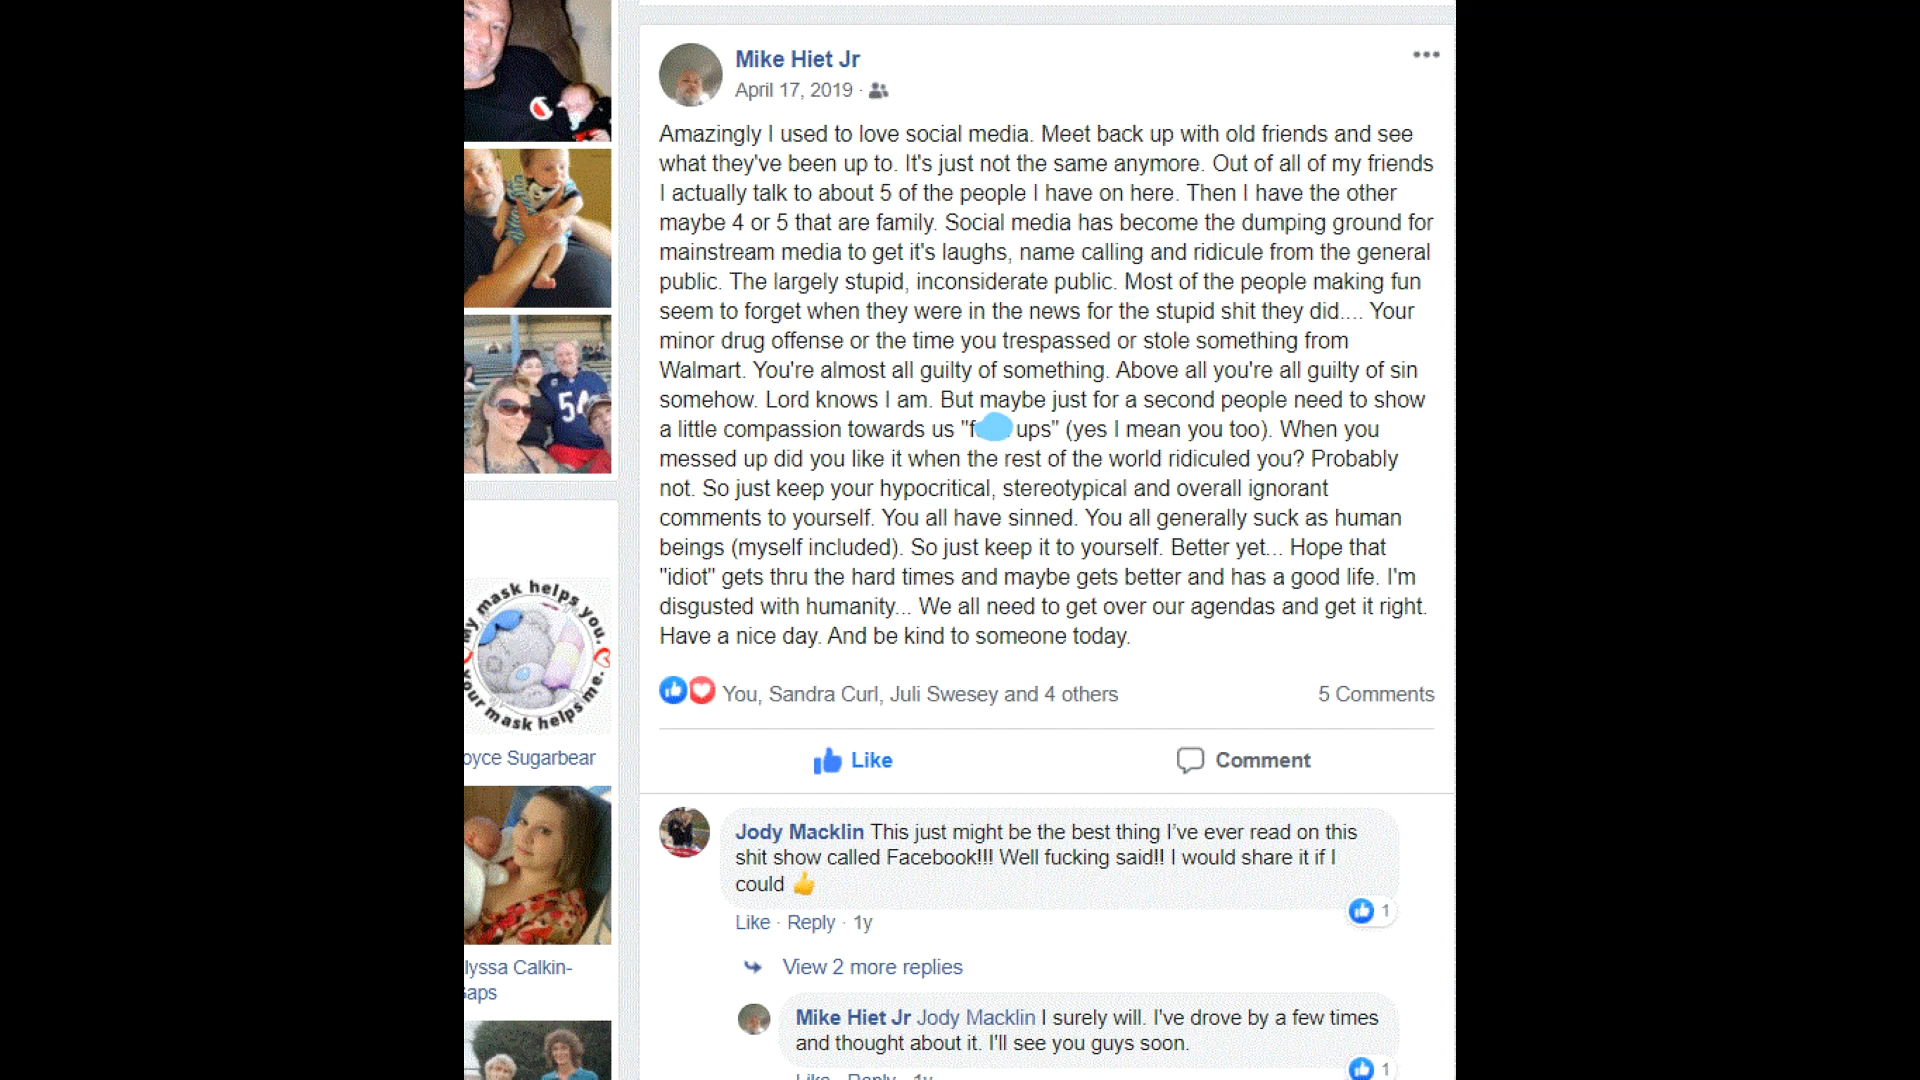 Mike Hiet Jr
April 17, 2019 ·
Amazingly I used to love social media. Meet back up with old friends and see
what they've been up to. It's just not the same anymore. Out of all of my friends
I actually talk to about 5 of the people I have on here. Then I have the other
maybe 4 or 5 that are family. Social media has become the dumping ground for
mainstream media to get it's laughs, name calling and ridicule from the general
public. The largely stupid, inconsiderate public. Most of the people making fun
seem to forget when they were in the news for the stupid shit they did.... Your
minor drug offense or the time you trespassed or stole something from
Walmart. You're almost all guilty of something. Above all you're all guilty of sin
somehow. Lord knows I am. But maybe just for a second people need to show
a little compassion towards us "f ups" (yes I mean you too). When you
messed up did you like it when the rest of the world ridiculed you? Probably
not. So just keep your hypocritical, stereotypical and overall ignorant
comments to yourself. You all have sinned. You all generally suck as human
beings (myself included). So just keep it to yourself. Better yet... Hope that
"idiot" gets thru the hard times and maybe gets better and has a good life. I'm
disgusted with humanity... We all need to get over our agendas and get it right.
Have a nice day. And be kind to someone today.
You, Sandra Curl, Juli Swesey and 4 others
5 Comments
Like
Comment
Jody Macklin This just might be the best thing I've ever read on this
shit show called Facebook!!! Well fucking said!! I would share it if I
could 👍
1
Like · Reply · 1y
View 2 more replies
Mike Hiet Jr Jody Macklin I surely will. I've drove by a few times
and thought about it. I'll see you guys soon.
1
Like · Reply · 1y
54
my mask helps you.
your mask helps me.
oyce Sugarbear
lyssa Calkin-
aps